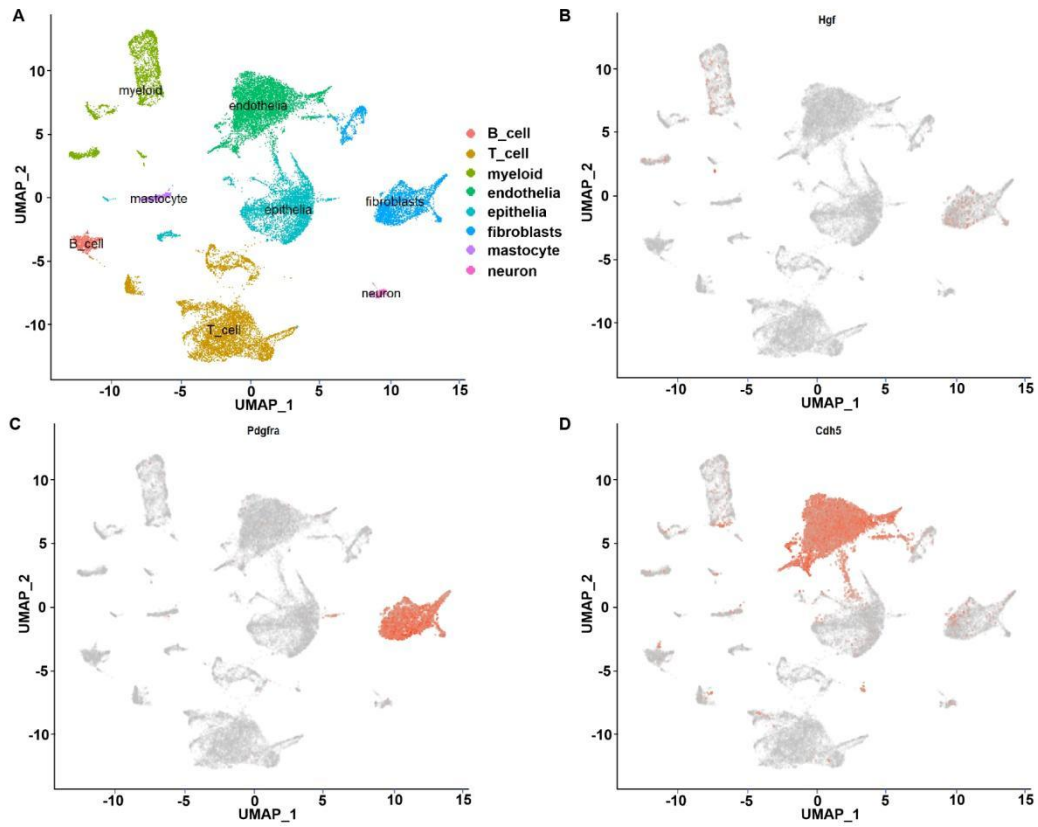 A
10
5
0
-5
-10
UMAP_2
myeloid
endothelia
mastocyte
epithelia
fibroblasts
B_cell
neuron
T_cell
B_cell
T_cell
myeloid
endothelia
epithelia
fibroblasts
mastocyte
neuron
-10 -5 0 5 10 15
UMAP_1
B
Hgf
10
5
0
-5
-10
UMAP_2
-10 -5 0 5 10 15
UMAP_1
C
Pdgfra
10
5
0
-5
-10
UMAP_2
-10 -5 0 5 10 15
UMAP_1
D
Cdh5
10
5
0
-5
-10
UMAP_2
-10 -5 0 5 10 15
UMAP_1